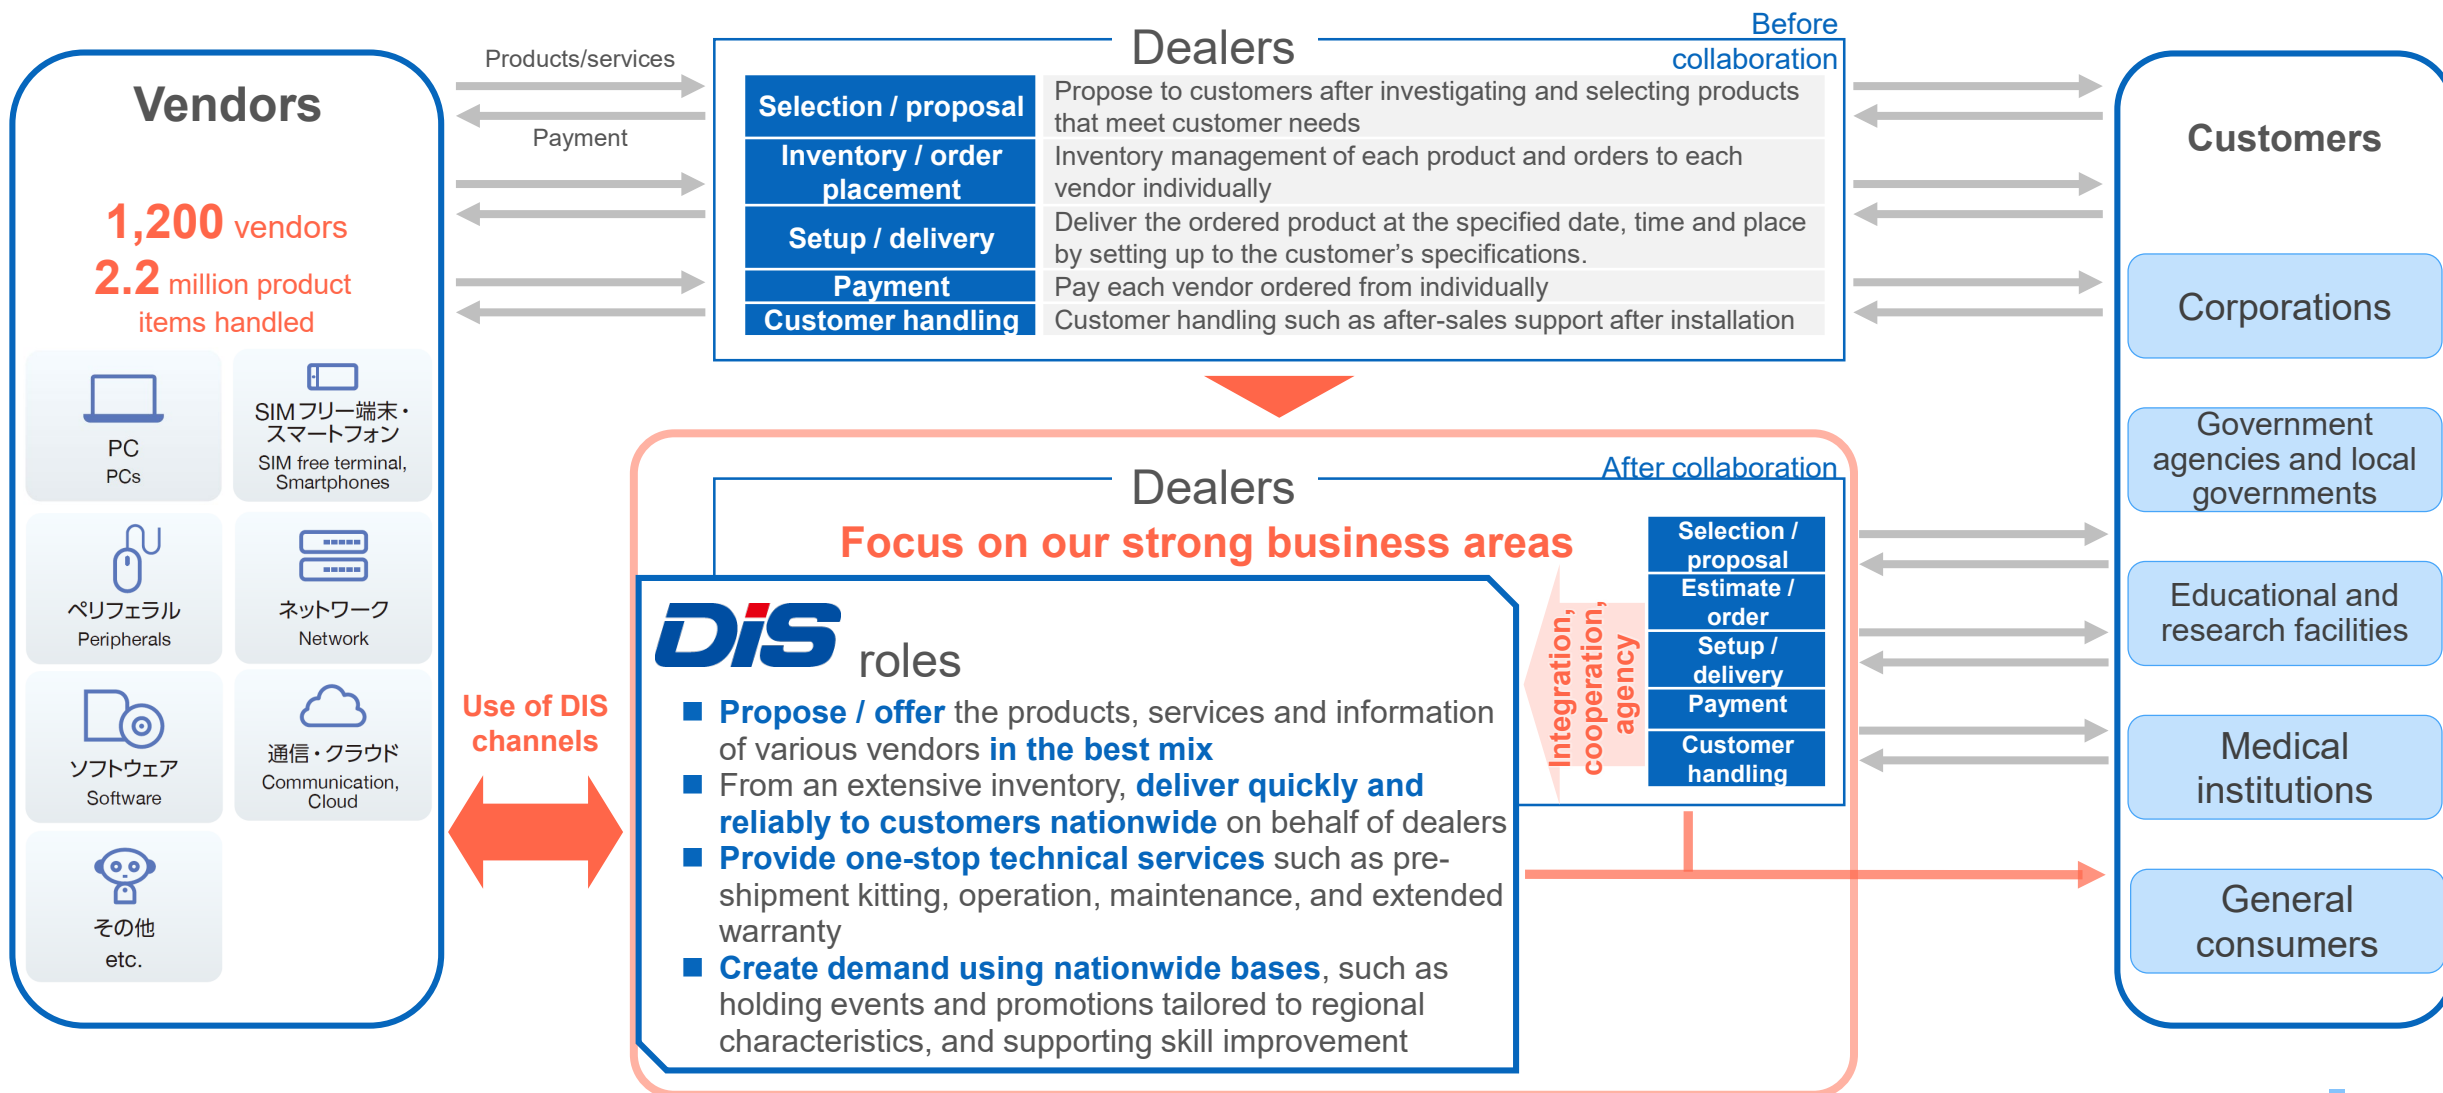 Vendors
1,200 vendors
2.2 million product
items handled
PC
PCs
SIMフリー端末・
スマートフォン
SIM free terminal,
Smartphones
ペリフェラル
Peripherals
ネットワーク
Network
ソフトウェア
Software
通信・クラウド
Communication,
Cloud
その他
etc.
Products/services
Payment
Before
collaboration
Dealers
Selection / proposal
Propose to customers after investigating and selecting products
that meet customer needs
Inventory / order
placement
Inventory management of each product and orders to each
vendor individually
Setup / delivery
Deliver the ordered product at the specified date, time and place
by setting up to the customer’s specifications.
Payment
Pay each vendor ordered from individually
Customer handling
Customer handling such as after-sales support after installation
After collaboration
Dealers
Focus on our strong business areas
Selection /
proposal
Estimate /
order
Setup /
delivery
Payment
Customer
handling
Integration,
cooperation,
agency
Use of DIS
channels
DiS roles
■ Propose / offer the products, services and information
of various vendors in the best mix
■ From an extensive inventory, deliver quickly and
reliably to customers nationwide on behalf of dealers
■ Provide one-stop technical services such as pre-
shipment kitting, operation, maintenance, and extended
warranty
■ Create demand using nationwide bases, such as
holding events and promotions tailored to regional
characteristics, and supporting skill improvement
Customers
Corporations
Government
agencies and local
governments
Educational and
research facilities
Medical
institutions
General
consumers